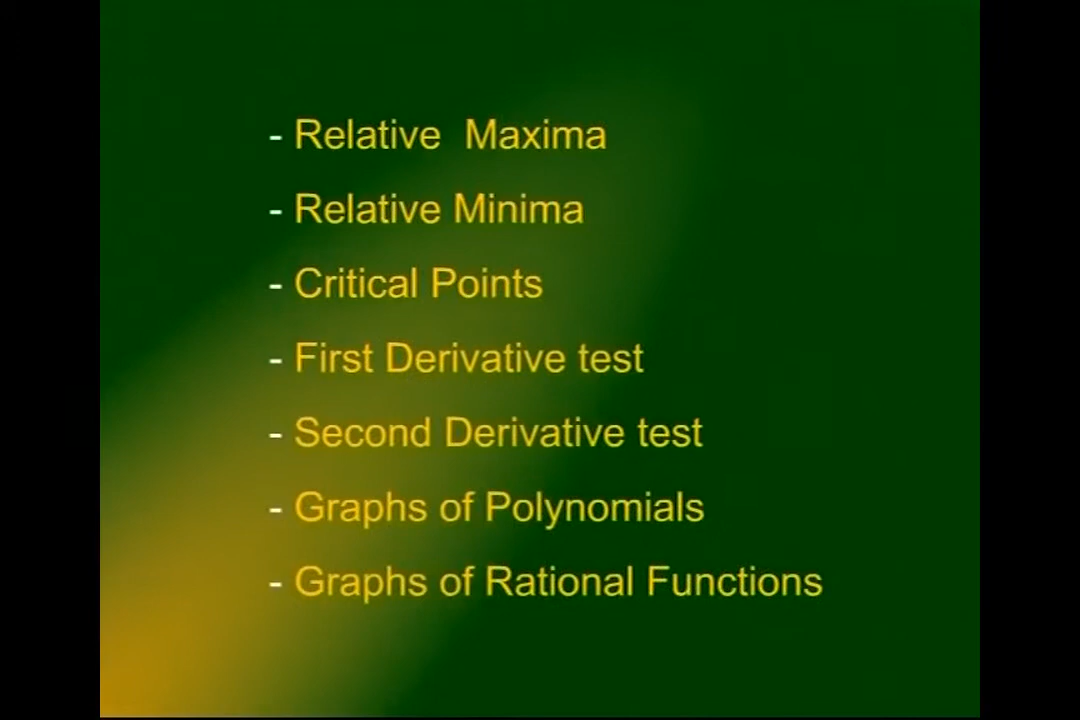 - Relative Maxima
- Relative Minima
- Critical Points
- First Derivative test
- Second Derivative test
- Graphs of Polynomials
- Graphs of Rational Functions